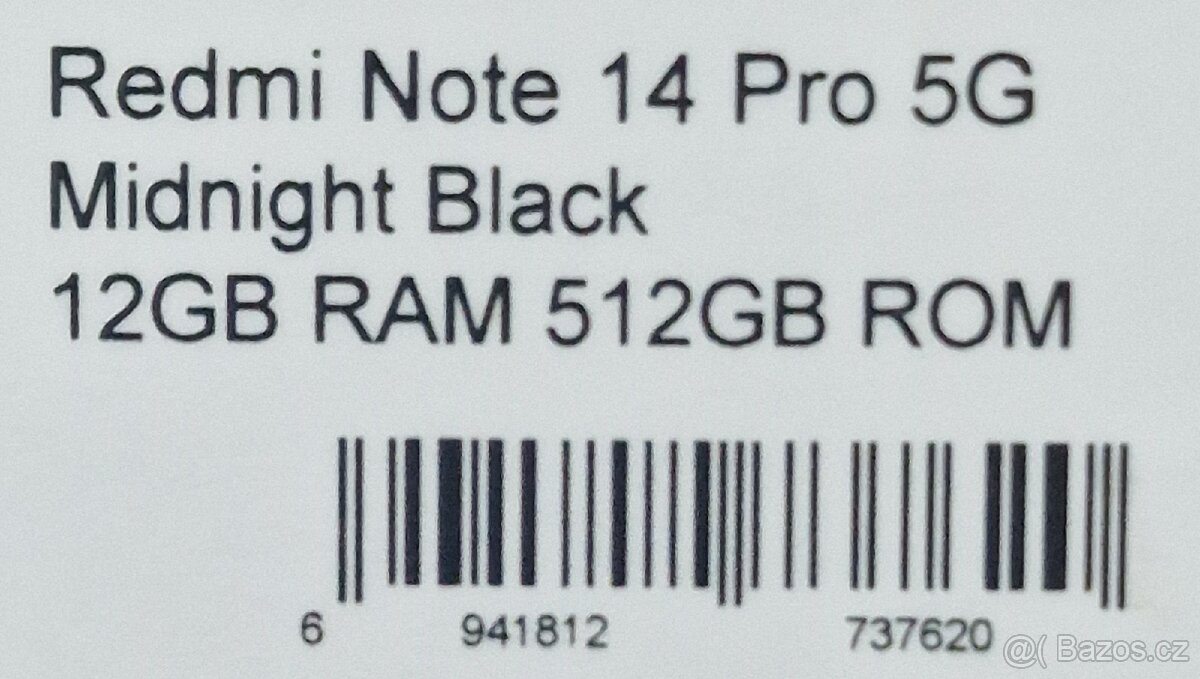 Redmi Note 14 Pro 5G
Midnight Black
12GB RAM 512GB ROM
6 941812 737620
@( Bazos.cz